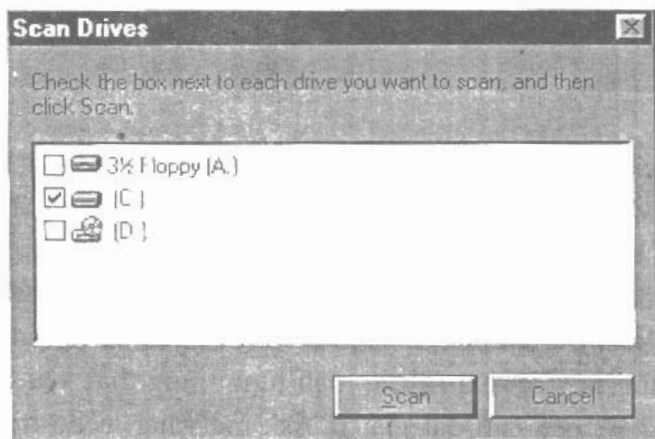 Scan Drives
Check the box next to each drive you want to scan, and then
click Scan.
3½ Floppy (A:)
(C:)
(D:)
Scan Cancel